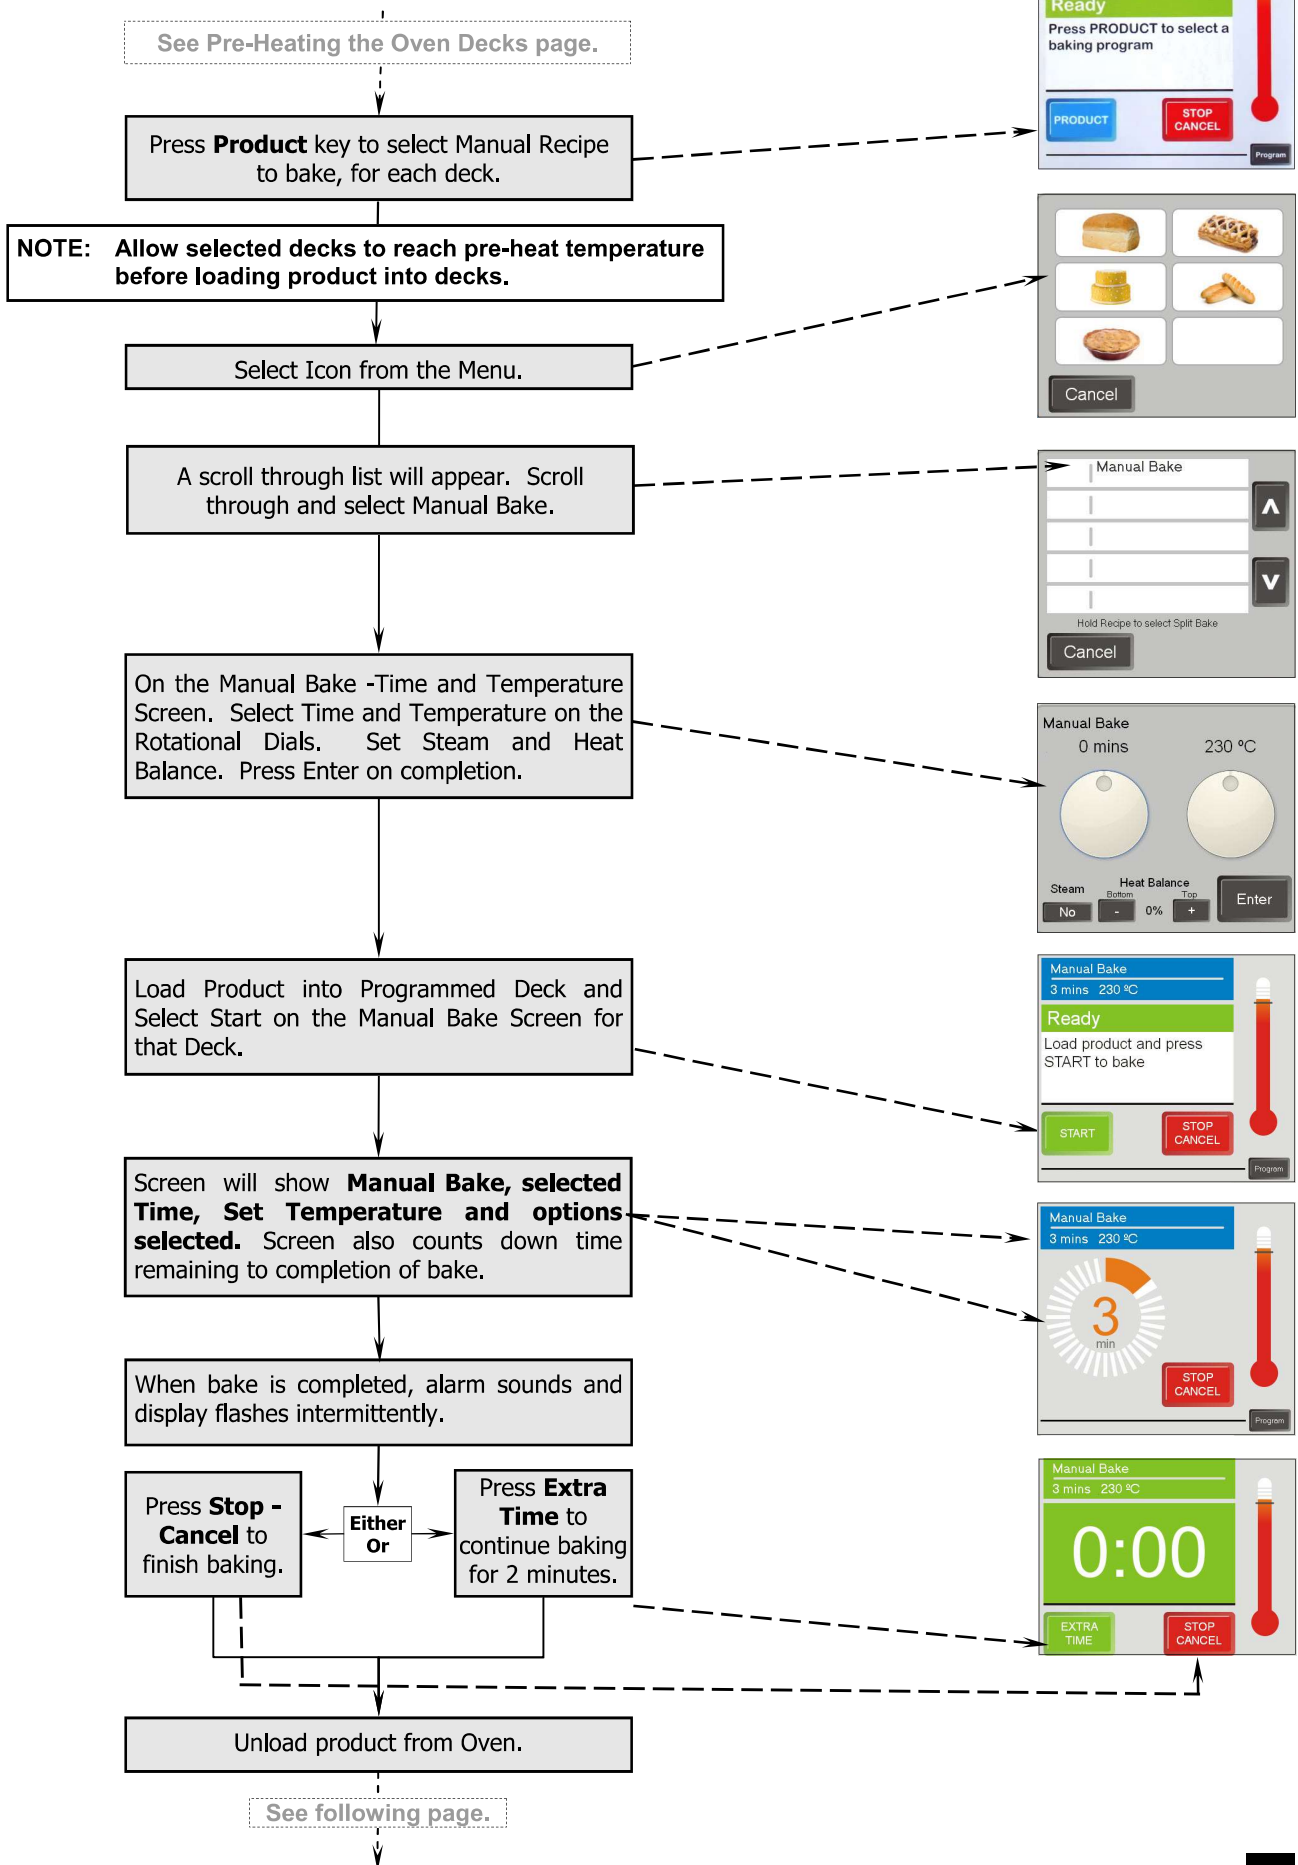 See Pre-Heating the Oven Decks page.
Press Product key to select Manual Recipe
to bake, for each deck.
NOTE: Allow selected decks to reach pre-heat temperature
before loading product into decks.
Select Icon from the Menu.
A scroll through list will appear. Scroll
through and select Manual Bake.
On the Manual Bake -Time and Temperature
Screen. Select Time and Temperature on the
Rotational Dials. Set Steam and Heat
Balance. Press Enter on completion.
Load Product into Programmed Deck and
Select Start on the Manual Bake Screen for
that Deck.
Screen will show Manual Bake, selected
Time, Set Temperature and options
selected. Screen also counts down time
remaining to completion of bake.
When bake is completed, alarm sounds and
display flashes intermittently.
Press Stop -
Cancel to
finish baking.
Either
Or
Press Extra
Time to
continue baking
for 2 minutes.
Unload product from Oven.
See following page.
Ready
Press PRODUCT to select a
baking program
PRODUCT
STOP
CANCEL
Program
Cancel
Manual Bake
Λ
V
Hold Recipe to select Split Bake
Cancel
Manual Bake
0 mins 230 ºC
Steam
Heat Balance
Bottom Top
No - 0% +
Enter
Manual Bake
3 mins 230 ºC
Ready
Load product and press
START to bake
START
STOP
CANCEL
Program
Manual Bake
3 mins 230 ºC
3
min
STOP
CANCEL
Program
Manual Bake
3 mins 230 ºC
0:00
EXTRA
TIME
STOP
CANCEL